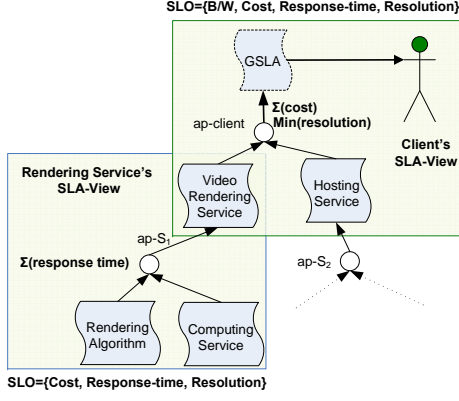 SLO={B/W, Cost, Response-time, Resolution}
GSLA
Σ(cost)
Min(resolution)
ap-client
Client's
SLA-View
Rendering Service's
SLA-View
Video
Rendering
Service
Hosting
Service
ap-S₁
Σ(response time)
ap-S₂
Rendering
Algorithm
Computing
Service
SLO={Cost, Response-time, Resolution}